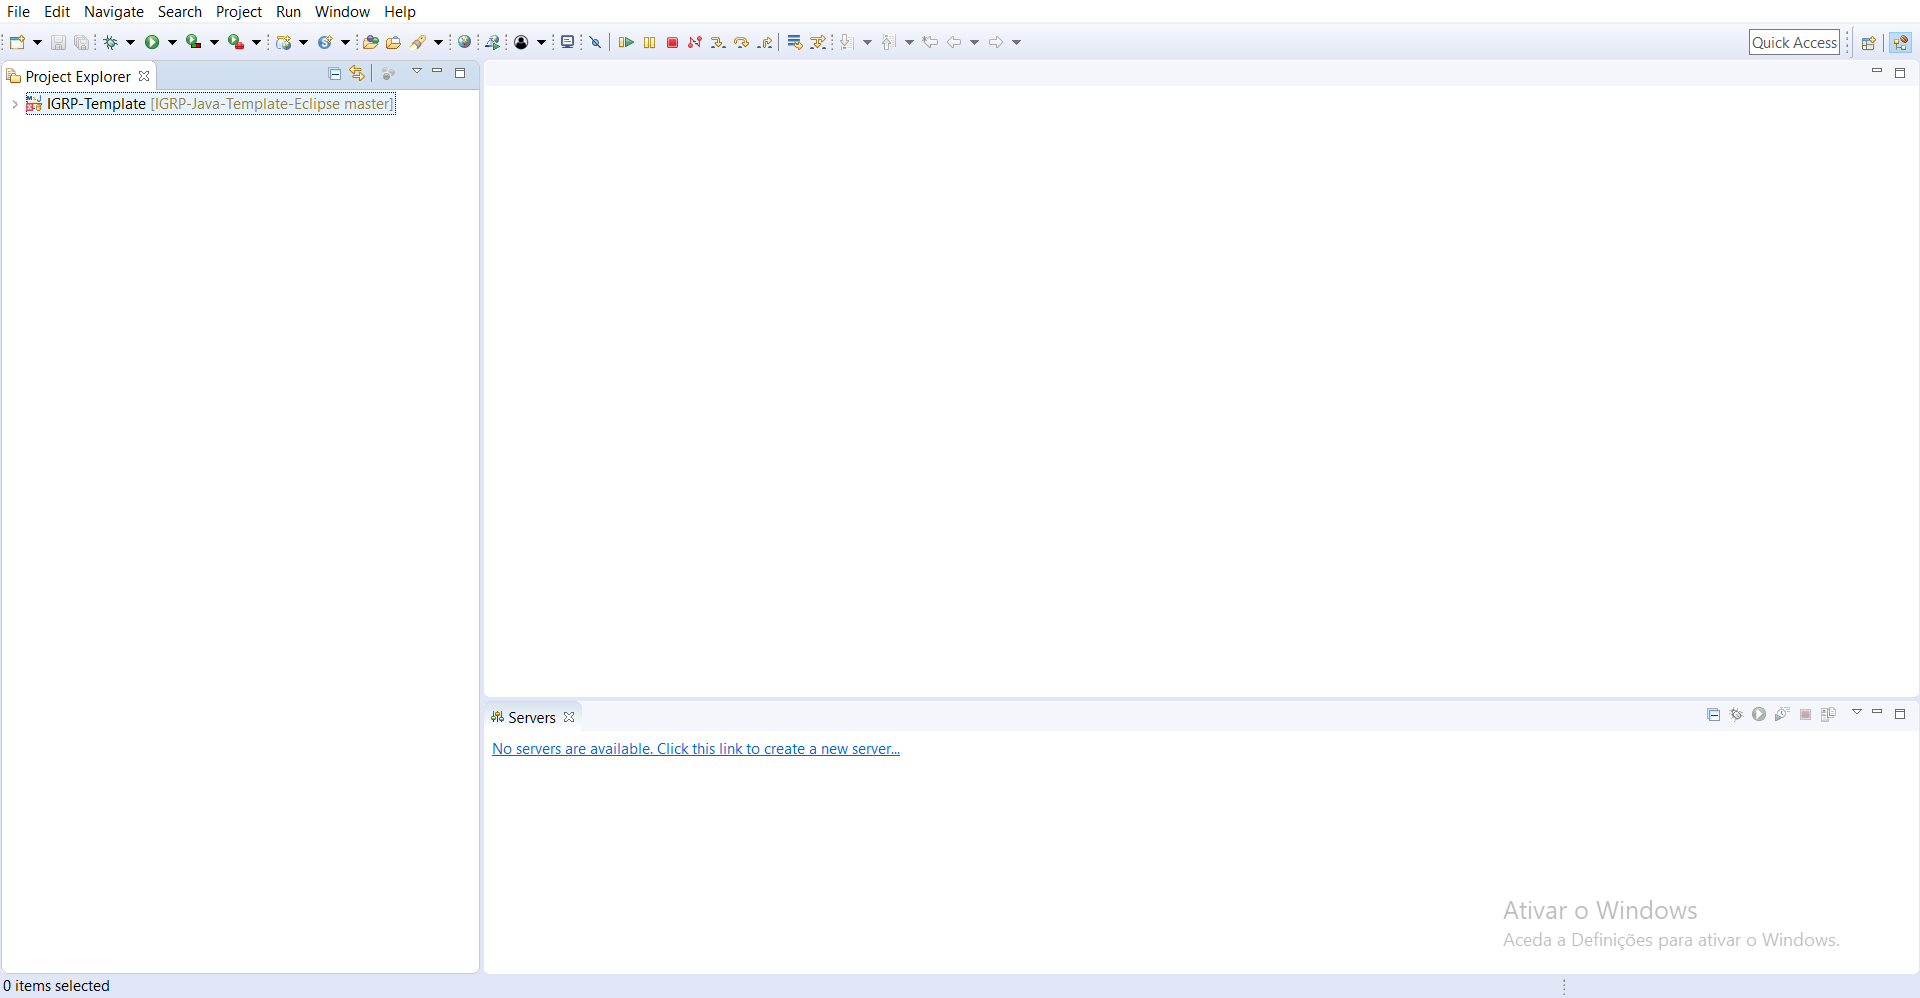 File Edit Navigate Search Project Run Window Help
Quick Access
Project Explorer
IGRP-Template [IGRP-Java-Template-Eclipse master]
Servers
No servers are available. Click this link to create a new server...
Ativar o Windows
Aceda a Definições para ativar o Windows.
0 items selected